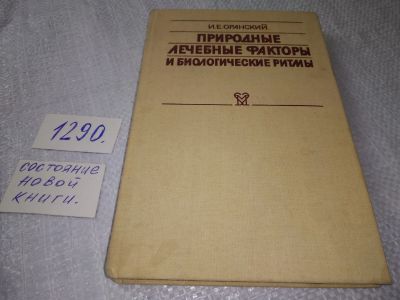 И.Е.ОРАНСКИЙ
ПРИРОДНЫЕ
ЛЕЧЕБНЫЕ ФАКТОРЫ
И БИОЛОГИЧЕСКИЕ РИТМЫ
1290.
состояние
новой
книги.